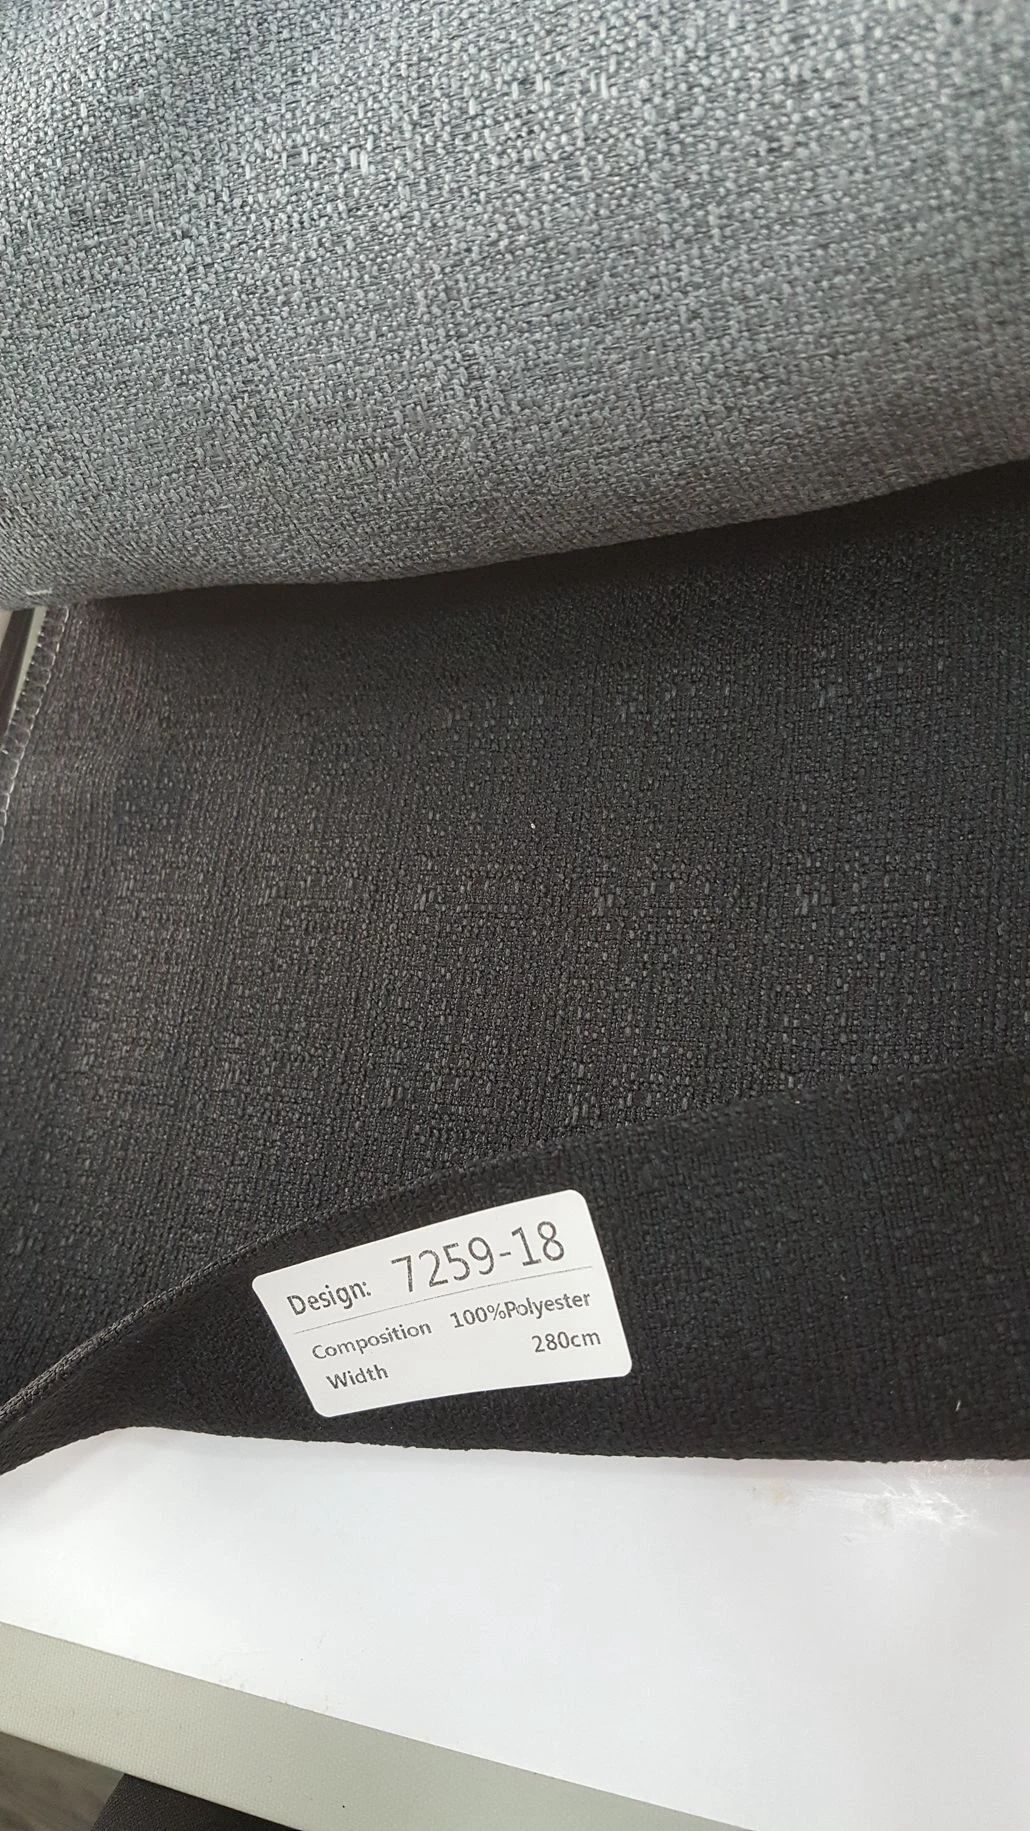 Design: 7259-18
Composition 100%Polyester
Width 280cm